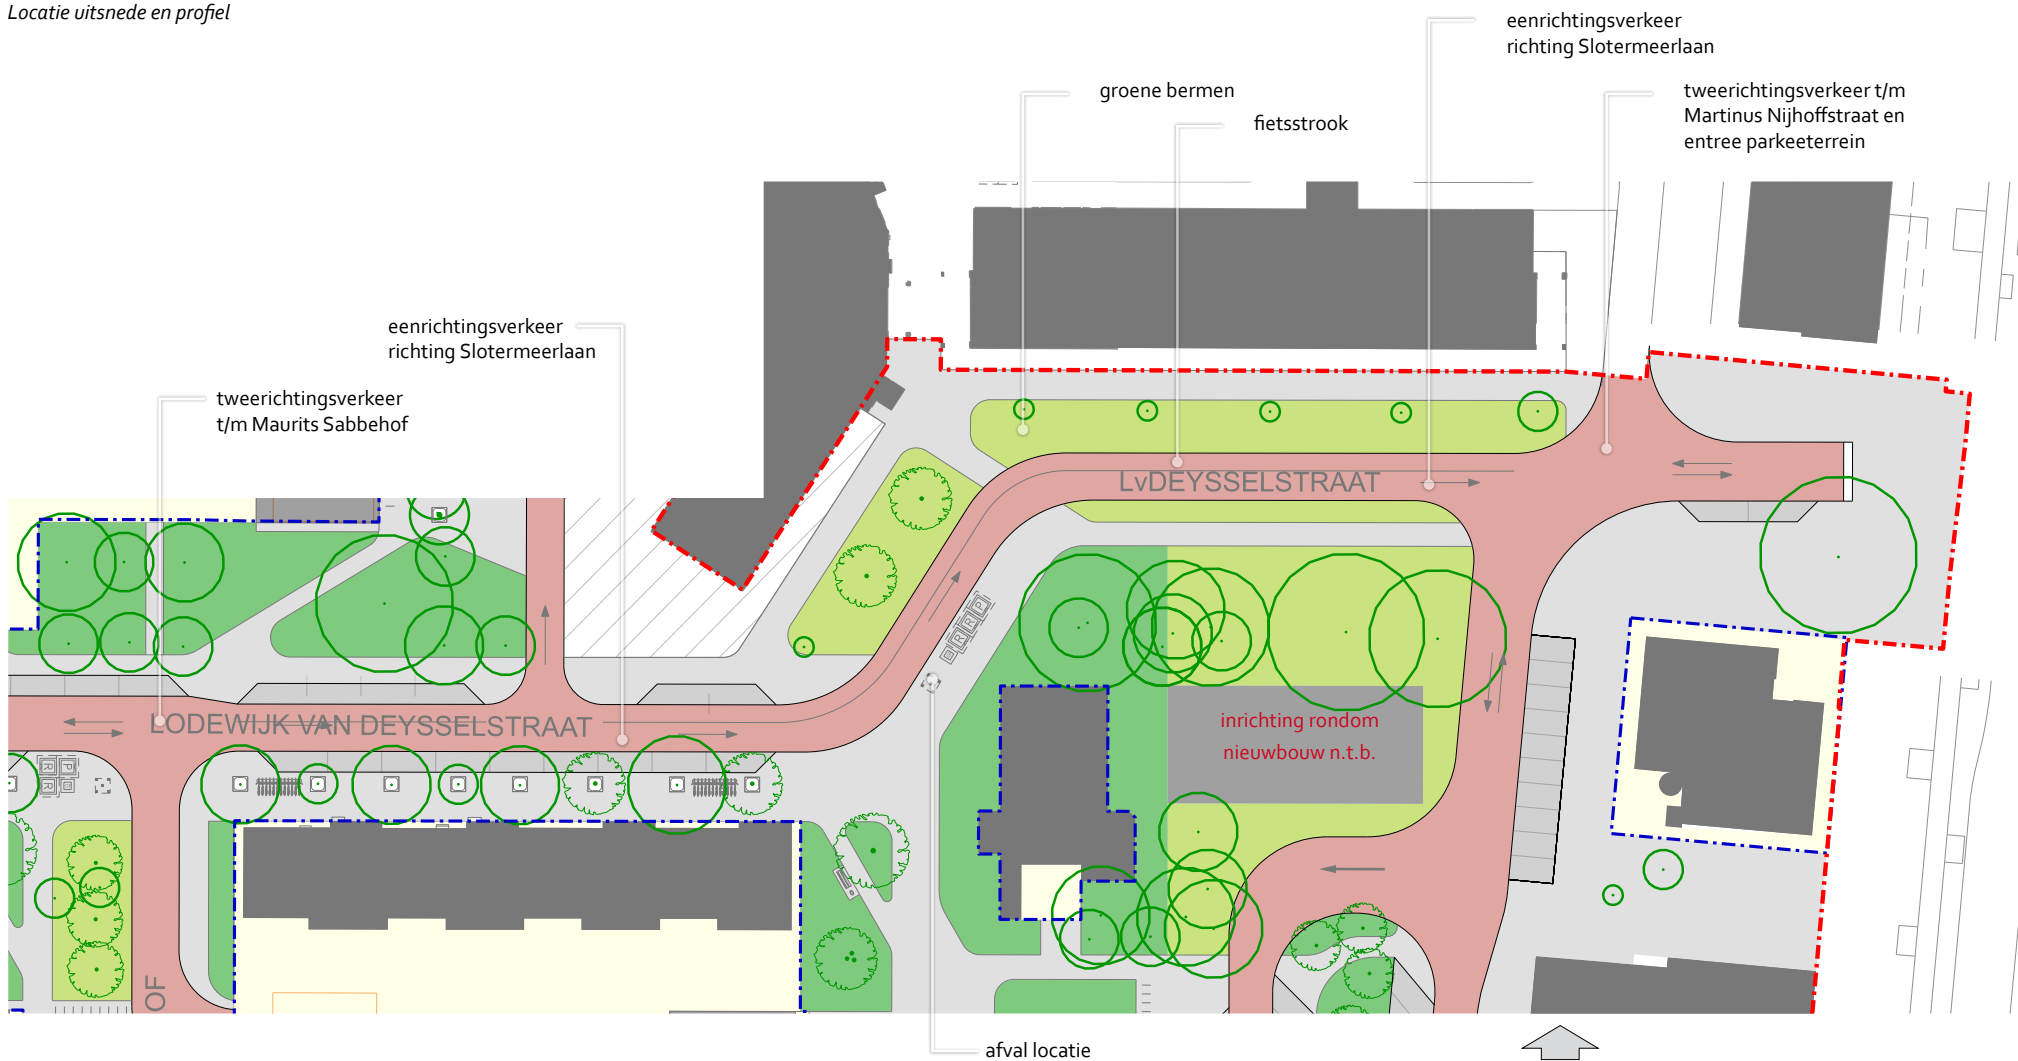 Locatie uitsnede en profiel
eenrichtingsverkeer
richting Slotermeerlaan
groene bermen
fietsstrook
tweerichtingsverkeer t/m
Martinus Nijhoffstraat en
entree parkeeterrein
eenrichtingsverkeer
richting Slotermeerlaan
tweerichtingsverkeer
t/m Maurits Sabbehof
LvDEYSSELSTRAAT
P
R
R
LODEWIJK VAN DEYSSELSTRAAT
inrichting rondom
nieuwbouw n.t.b.
R P
R
OF
afval locatie